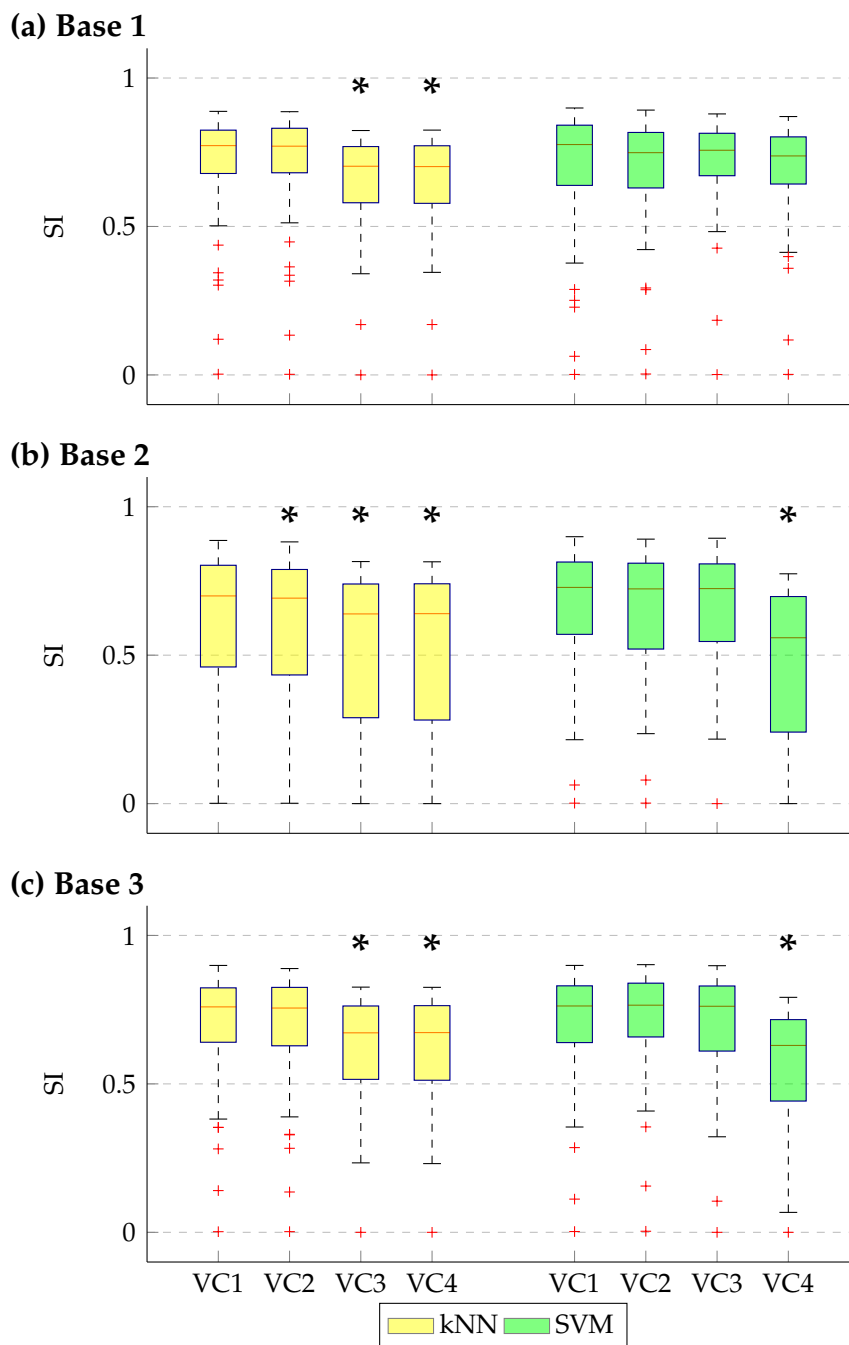 (a) Base 1
1
* *
0.5
SI
0
(b) Base 2
1
* * * *
0.5
SI
0
(c) Base 3
1
* * *
0.5
SI
0
VC1 VC2 VC3 VC4 VC1 VC2 VC3 VC4
kNN SVM